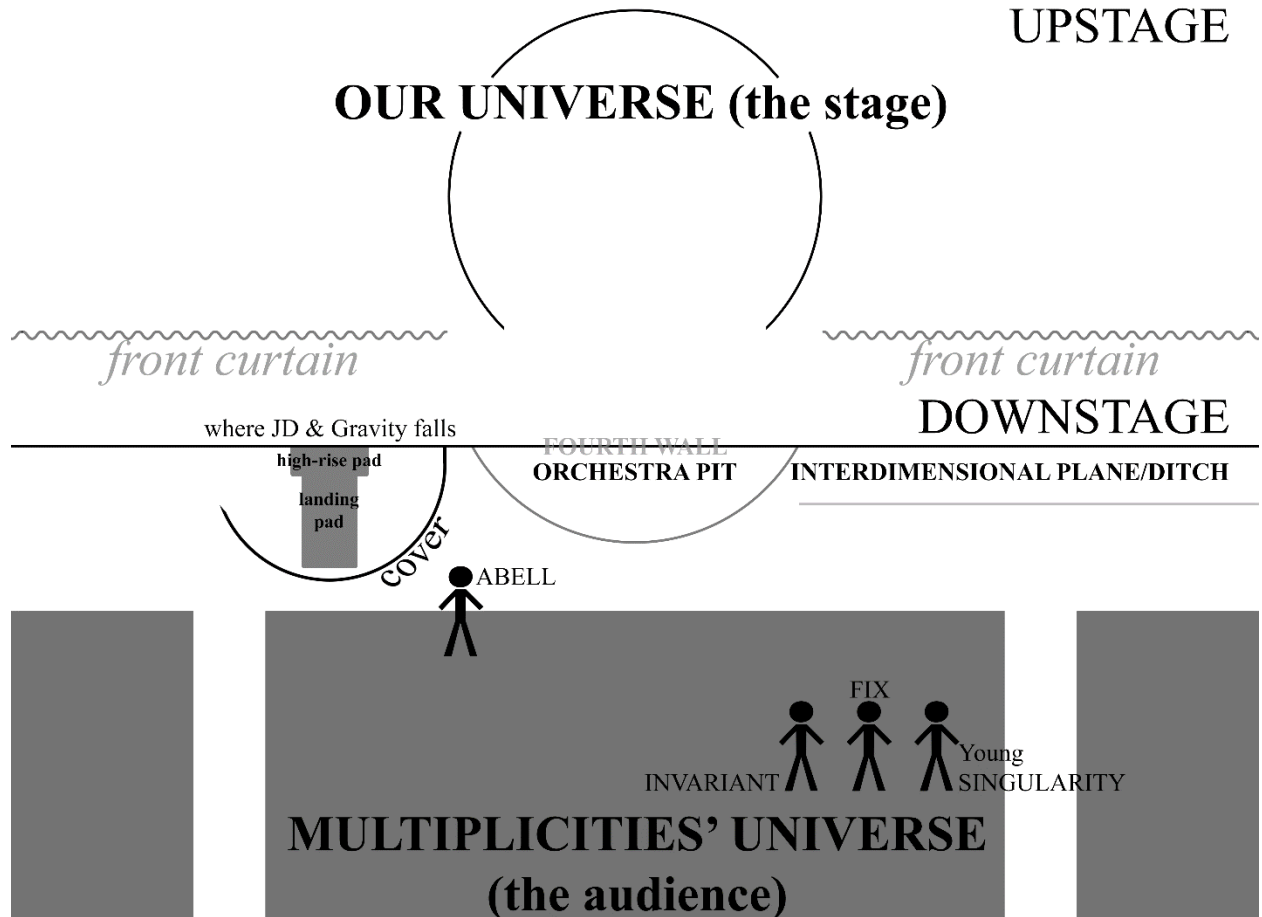 UPSTAGE
OUR UNIVERSE (the stage)
front curtain
front curtain
DOWNSTAGE
where JD & Gravity falls
FOURTH WALL
high-rise pad
ORCHESTRA PIT
INTERDIMENSIONAL PLANE/DITCH
landing
pad
cover
ABELL
FIX
Young
INVARIANT
SINGULARITY
MULTIPLICITIES’ UNIVERSE
(the audience)